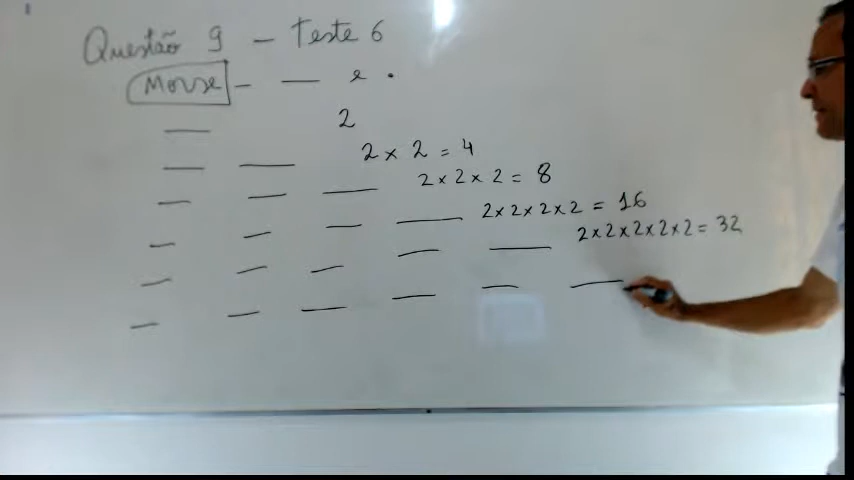 Questão 9 - Teste 6
Morse - — e •
2
2 × 2 = 4
2 × 2 × 2 = 8
2 × 2 × 2 × 2 = 16
2 × 2 × 2 × 2 × 2 = 32